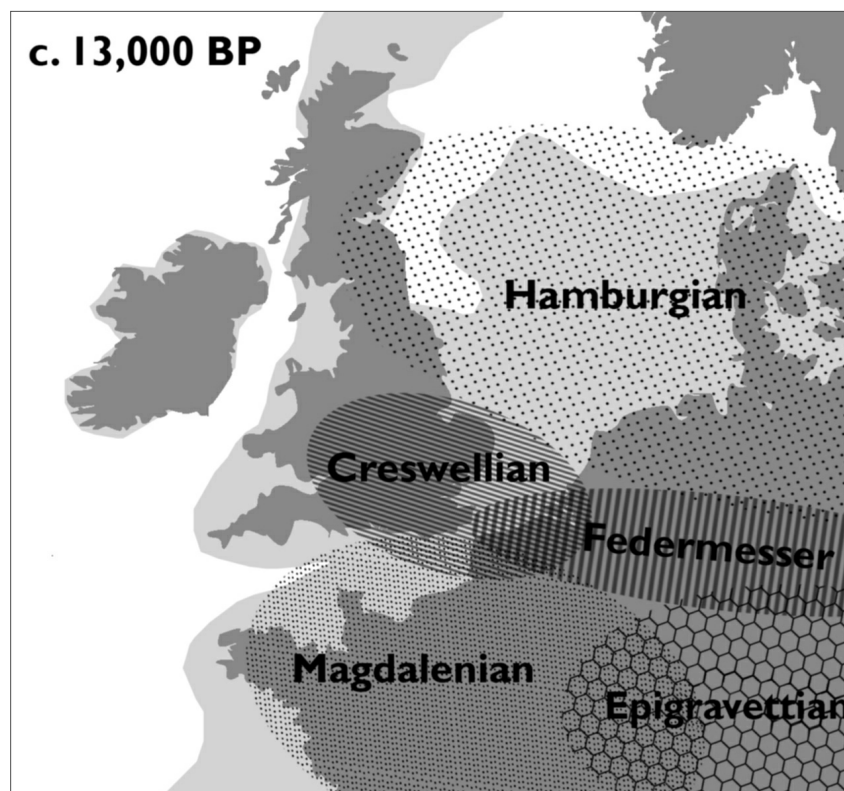 c. 13,000 BP
Hamburgian
Creswellian
Federmesser
Magdalenian
Epigravettian